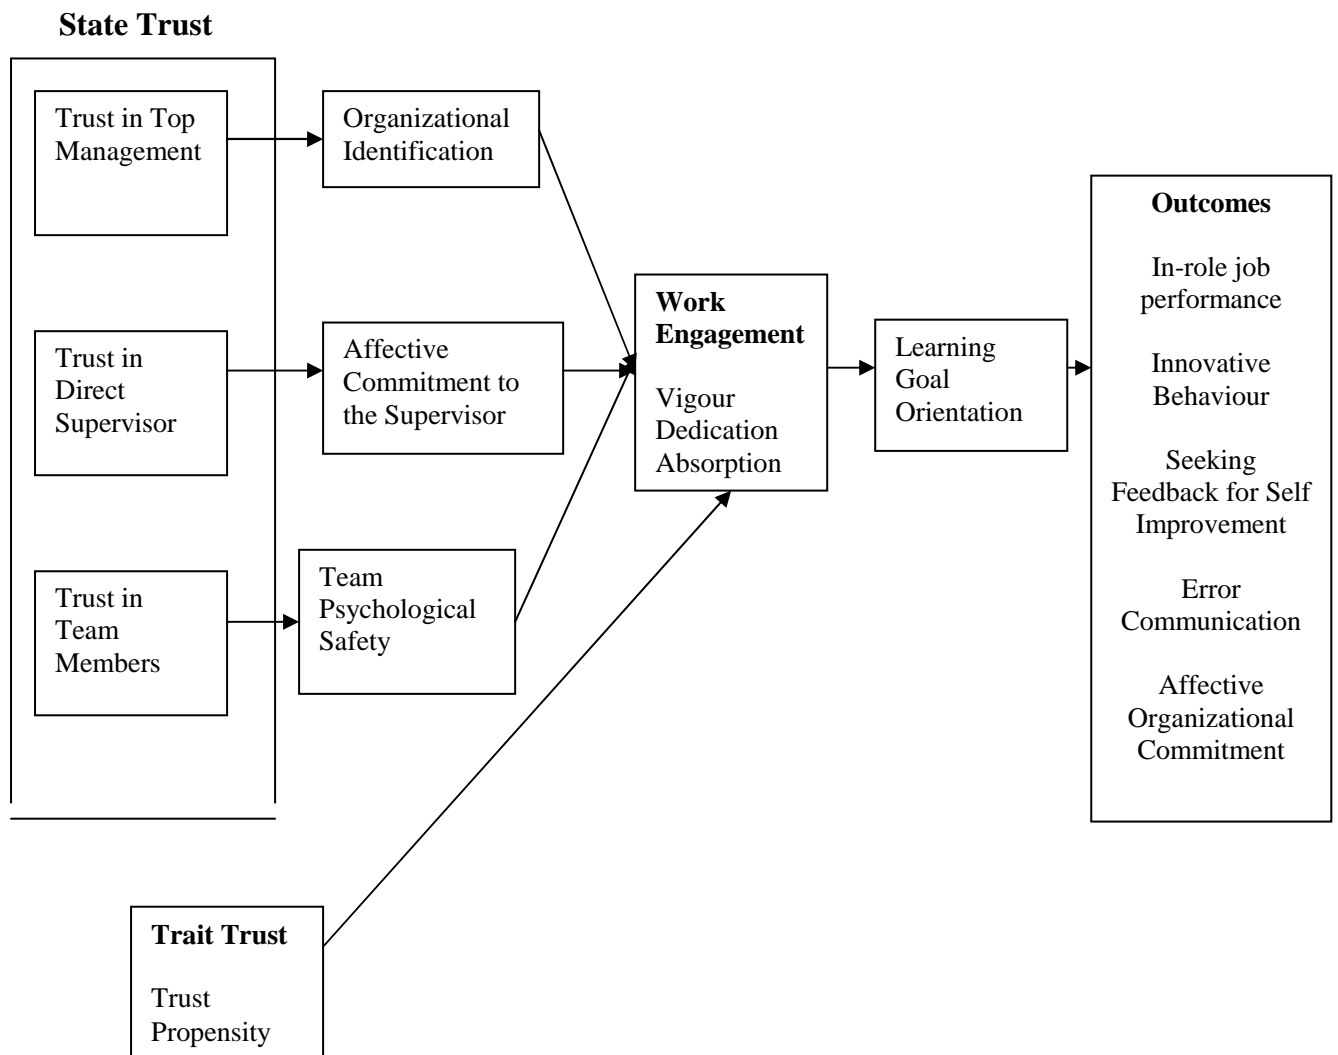 State Trust
Trust in Top
Management
Organizational
Identification
Trust in
Direct
Supervisor
Affective
Commitment to
the Supervisor
Trust in
Team
Members
Team
Psychological
Safety
Work
Engagement
Vigour
Dedication
Absorption
Learning
Goal
Orientation
Outcomes
In-role job
performance
Innovative
Behaviour
Seeking
Feedback for Self
Improvement
Error
Communication
Affective
Organizational
Commitment
Trait Trust
Trust
Propensity